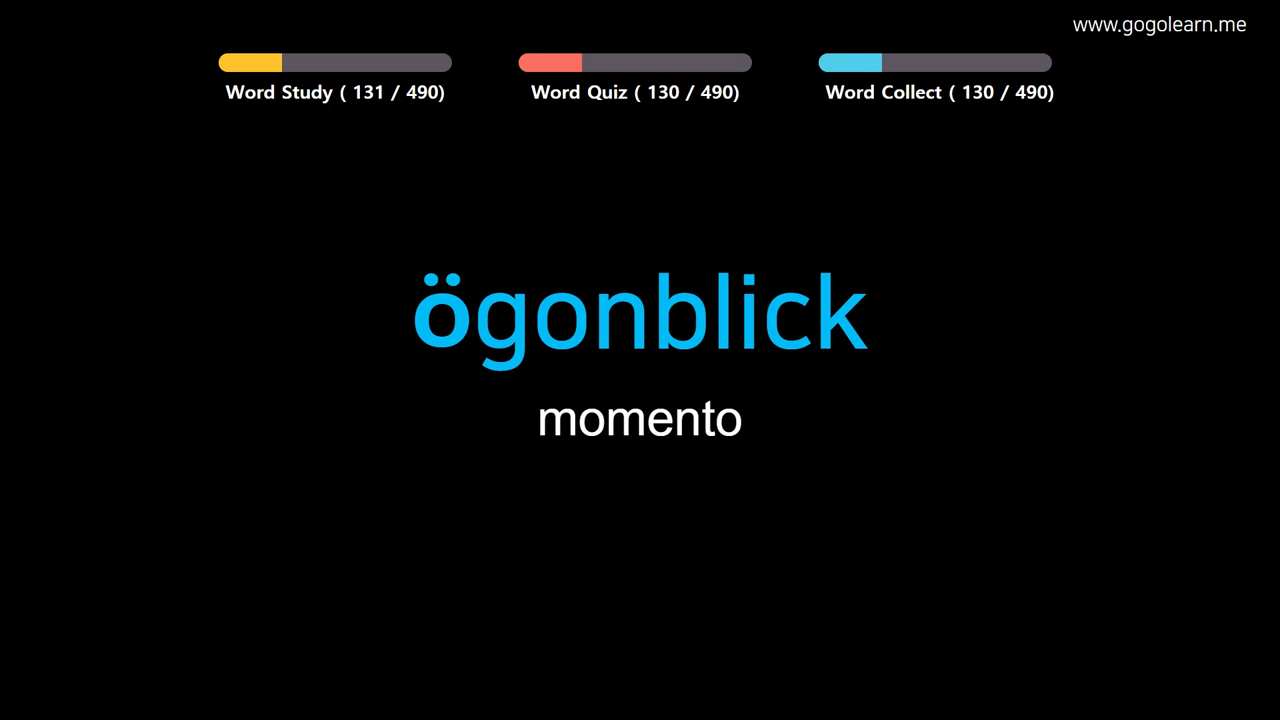 www.gogolearn.me
Word Study ( 131 / 490)
Word Quiz ( 130 / 490)
Word Collect ( 130 / 490)
ögonblick
momento